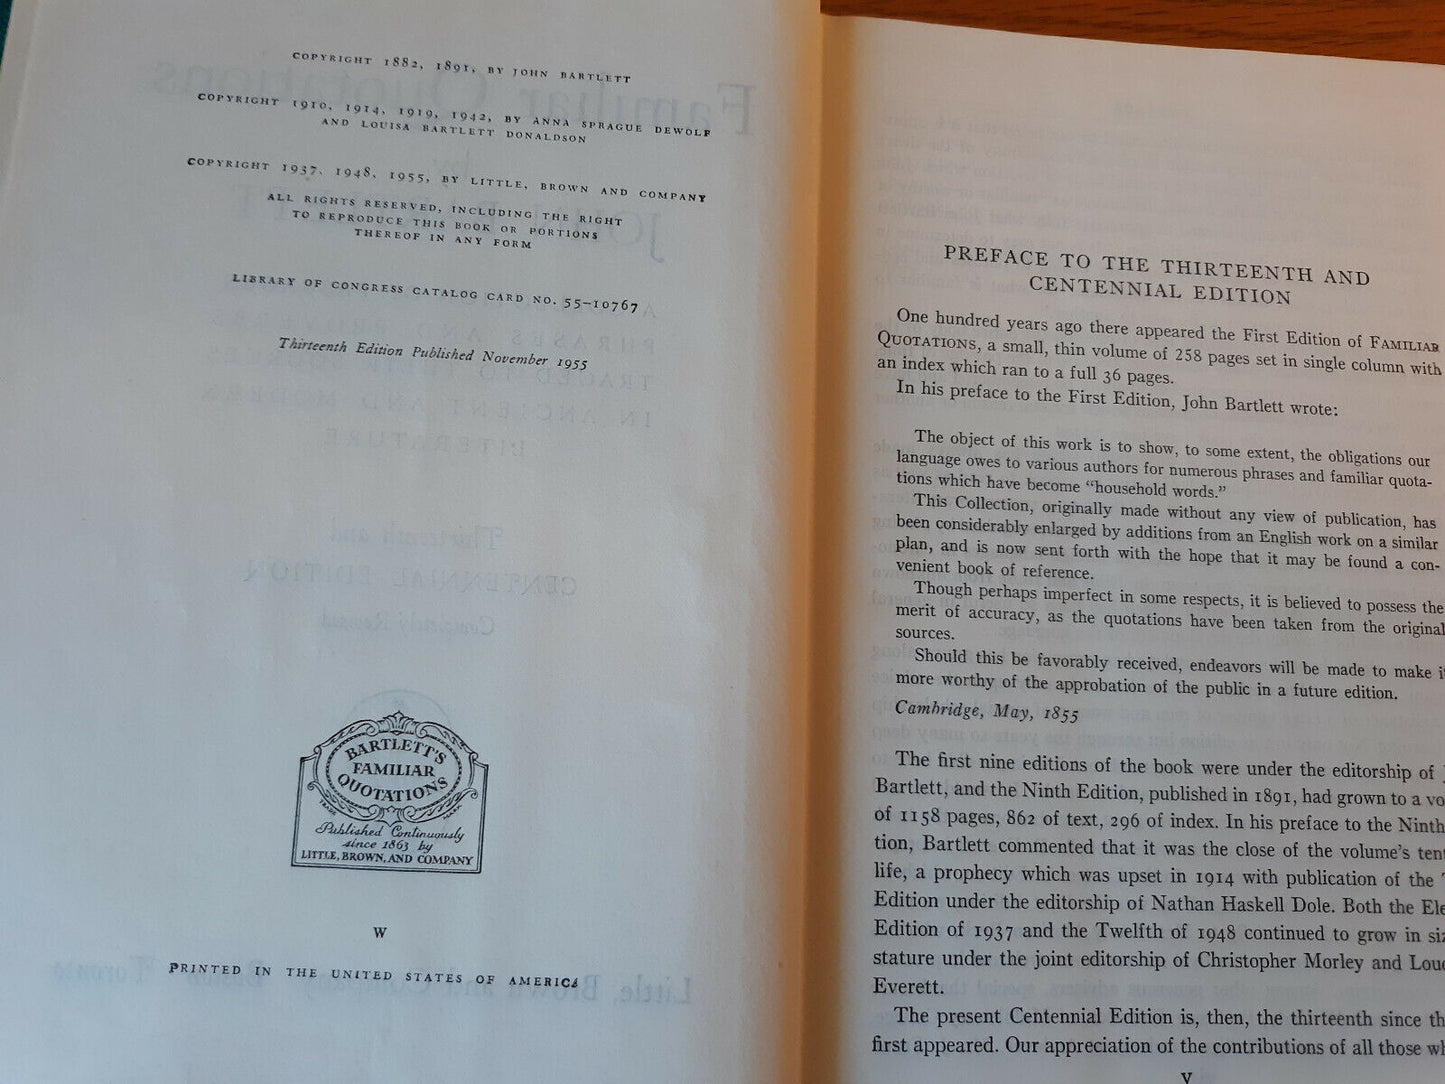 COPYRIGHT 1882, 1891, BY JOHN BARTLETT
COPYRIGHT 1910, 1914, 1919, 1942, BY ANNA SPRAGUE DEWOLF
AND LOUISA BARTLETT DONALDSON
COPYRIGHT 1937, 1948, 1955, BY LITTLE, BROWN AND COMPANY
ALL RIGHTS RESERVED, INCLUDING THE RIGHT
TO REPRODUCE THIS BOOK OR PORTIONS
THEREOF IN ANY FORM
LIBRARY OF CONGRESS CATALOG CARD NO. 55–10767
Thirteenth Edition Published November 1955
BARTLETT'S
FAMILIAR
QUOTATIONS
TRADE MARK
Published Continuously
since 1863 by
LITTLE, BROWN, AND COMPANY
W
PRINTED IN THE UNITED STATES OF AMERICA
PREFACE TO THE THIRTEENTH AND
CENTENNIAL EDITION
One hundred years ago there appeared the First Edition of FAMILIAR
QUOTATIONS, a small, thin volume of 258 pages set in single column with
an index which ran to a full 36 pages.
In his preface to the First Edition, John Bartlett wrote:
The object of this work is to show, to some extent, the obligations our
language owes to various authors for numerous phrases and familiar quota-
tions which have become "household words."
This Collection, originally made without any view of publication, has
been considerably enlarged by additions from an English work on a similar
plan, and is now sent forth with the hope that it may be found a con-
venient book of reference.
Though perhaps imperfect in some respects, it is believed to possess the
merit of accuracy, as the quotations have been taken from the original
sources.
Should this be favorably received, endeavors will be made to make it
more worthy of the approbation of the public in a future edition.
Cambridge, May, 1855
The first nine editions of the book were under the editorship of J
Bartlett, and the Ninth Edition, published in 1891, had grown to a vo
of 1158 pages, 862 of text, 296 of index. In his preface to the Ninth
tion, Bartlett commented that it was the close of the volume's tent
life, a prophecy which was upset in 1914 with publication of the T
Edition under the editorship of Nathan Haskell Dole. Both the Ele
Edition of 1937 and the Twelfth of 1948 continued to grow in siz
stature under the joint editorship of Christopher Morley and Loue
Everett.
The present Centennial Edition is, then, the thirteenth since th
first appeared. Our appreciation of the contributions of all those wh
V